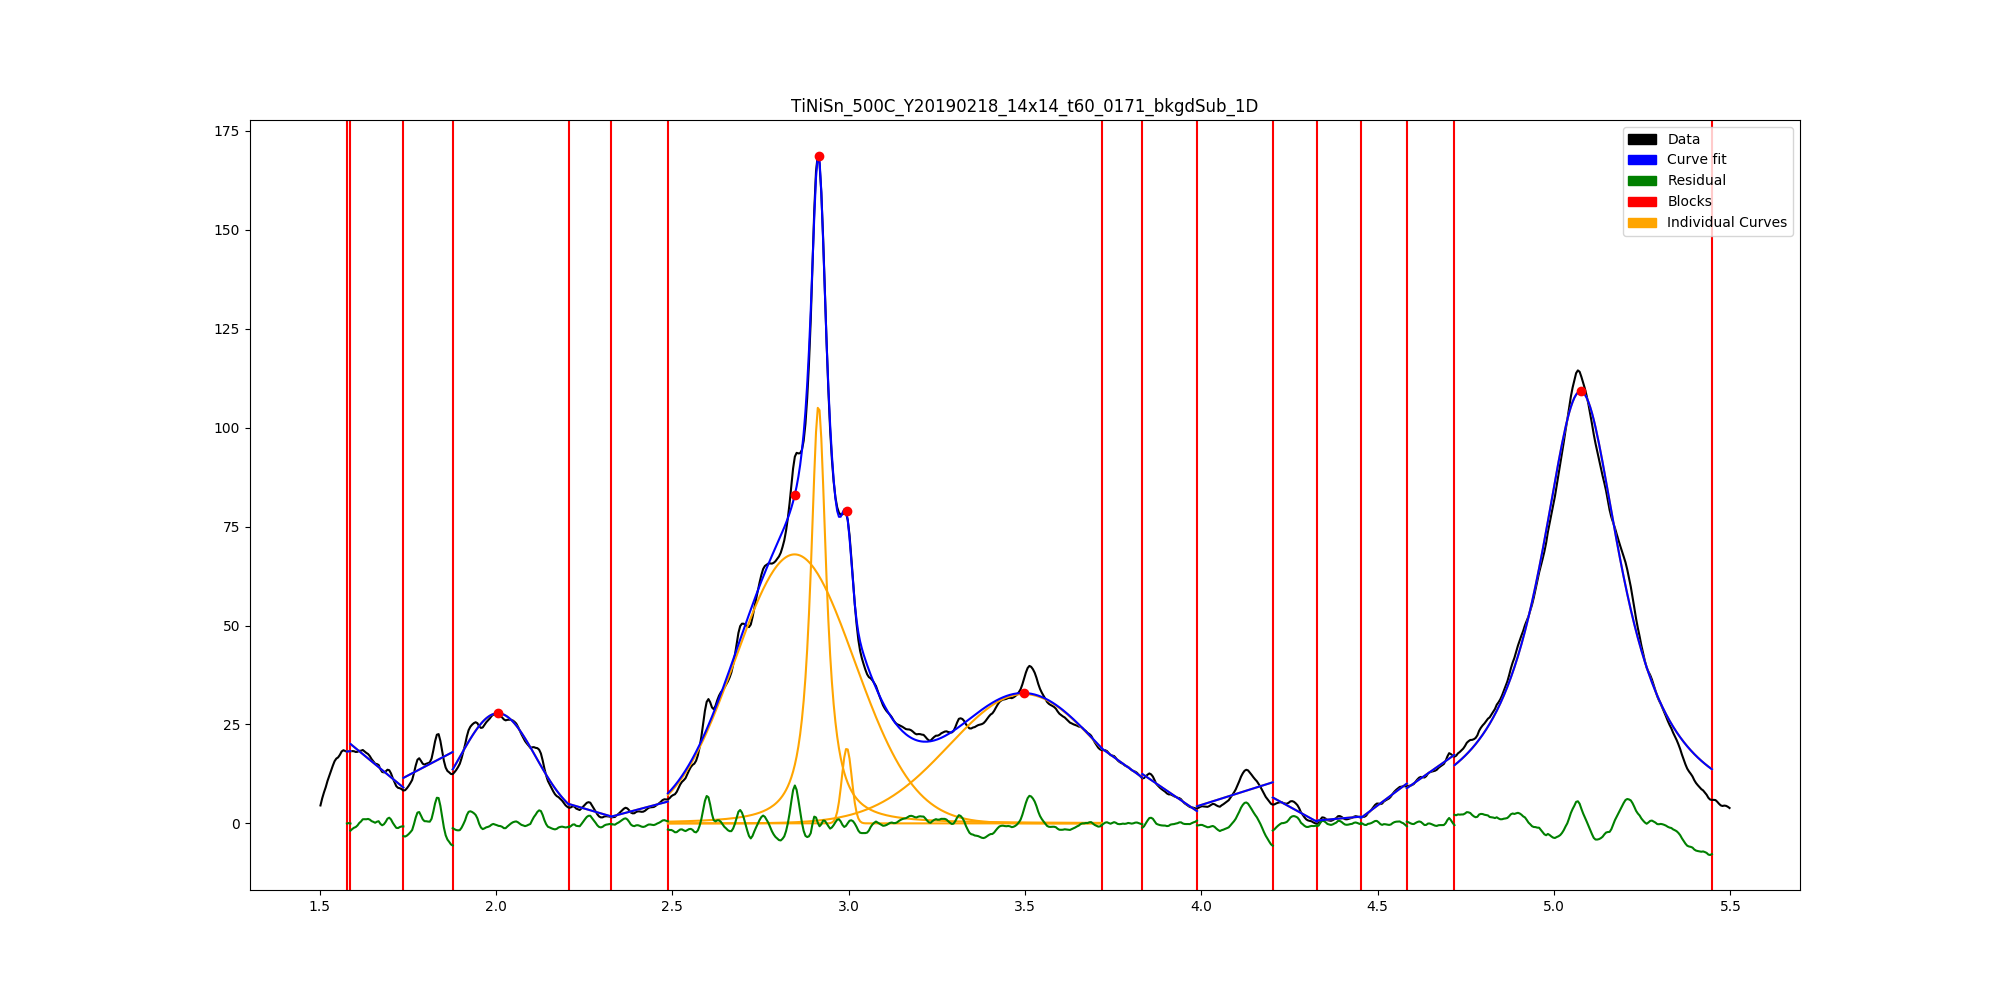 TiNiSn_500C_Y20190218_14x14_t60_0171_bkgdSub_1D
175
150
125
100
75
50
25
0
Data
Curve fit
Residual
Blocks
Individual Curves
1.5 2.0 2.5 3.0 3.5 4.0 4.5 5.0 5.5